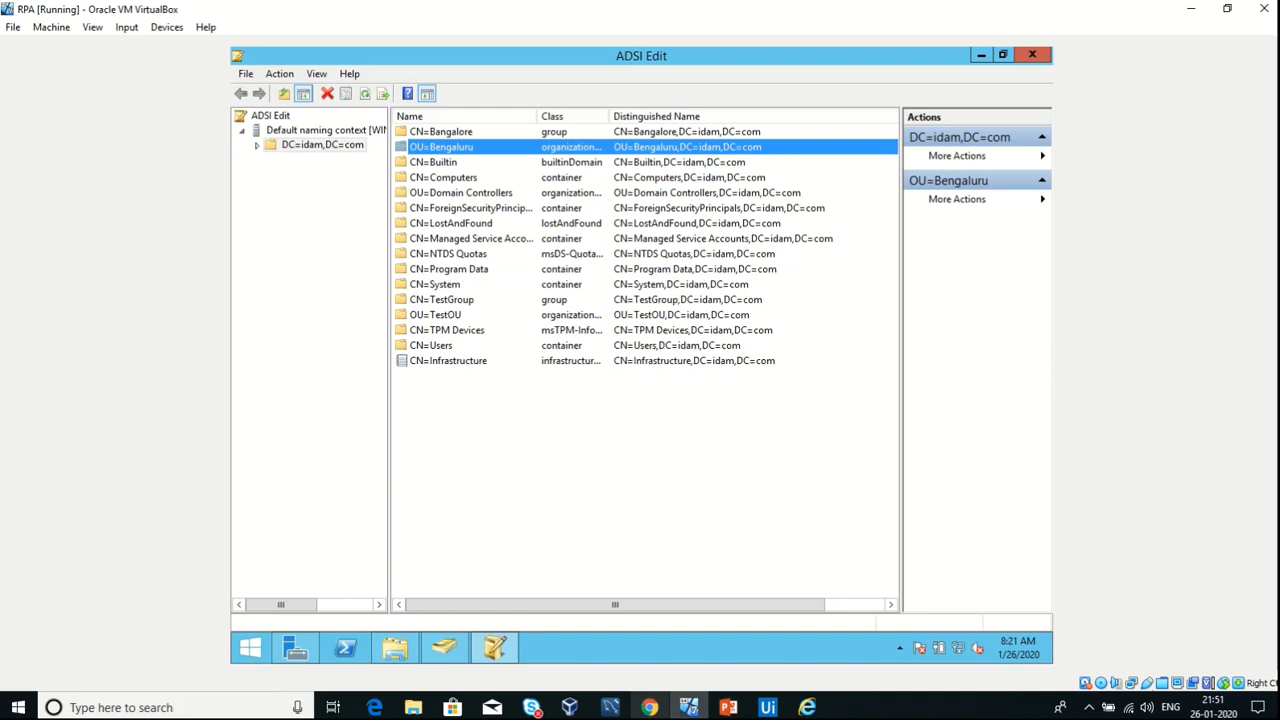 RPA [Running] - Oracle VM VirtualBox
File Machine View Input Devices Help
ADSI Edit
File Action View Help
ADSI Edit
Default naming context [WIN
DC=idam,DC=com
Name Class Distinguished Name
CN=Bangalore group CN=Bangalore,DC=idam,DC=com
OU=Bengaluru organization... OU=Bengaluru,DC=idam,DC=com
CN=Builtin builtinDomain CN=Builtin,DC=idam,DC=com
CN=Computers container CN=Computers,DC=idam,DC=com
OU=Domain Controllers organization... OU=Domain Controllers,DC=idam,DC=com
CN=ForeignSecurityPrincip... container CN=ForeignSecurityPrincipals,DC=idam,DC=com
CN=LostAndFound lostAndFound CN=LostAndFound,DC=idam,DC=com
CN=Managed Service Acco... container CN=Managed Service Accounts,DC=idam,DC=com
CN=NTDS Quotas msDS-Quota... CN=NTDS Quotas,DC=idam,DC=com
CN=Program Data container CN=Program Data,DC=idam,DC=com
CN=System container CN=System,DC=idam,DC=com
CN=TestGroup group CN=TestGroup,DC=idam,DC=com
OU=TestOU organization... OU=TestOU,DC=idam,DC=com
CN=TPM Devices msTPM-Info... CN=TPM Devices,DC=idam,DC=com
CN=Users container CN=Users,DC=idam,DC=com
CN=Infrastructure infrastructur... CN=Infrastructure,DC=idam,DC=com
Actions
DC=idam,DC=com
More Actions
OU=Bengaluru
More Actions
8:21 AM
1/26/2020
Right C
Type here to search
Ui
ENG
21:51
26-01-2020